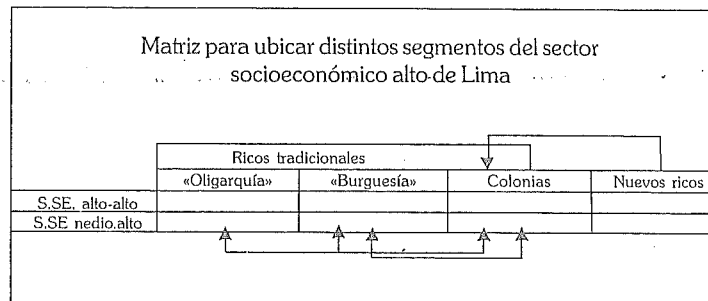 Matriz para ubicar distintos segmentos del sector
socioeconómico alto-de Lima
Ricos tradicionales
«Oligarquía» «Burguesía» Colonias Nuevos ricos
S.SE. alto-alto
S.SE nedio.alto